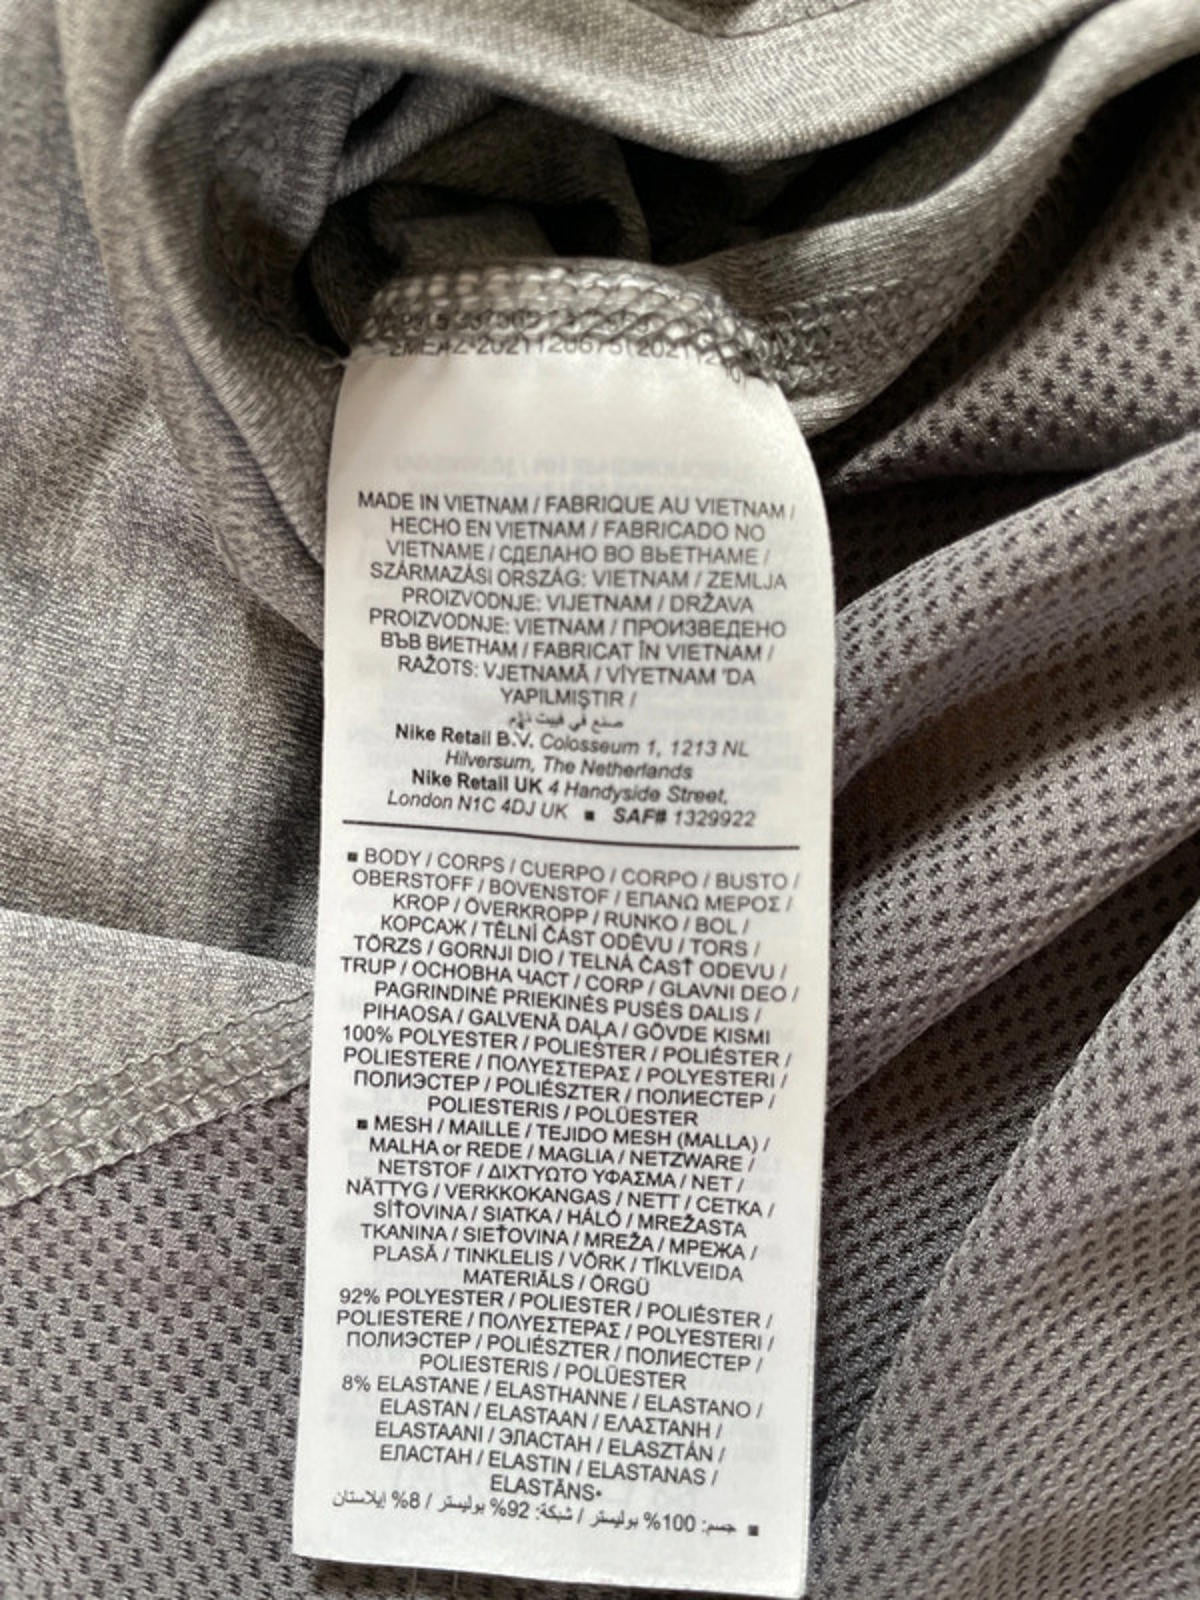 MADE IN VIETNAM / FABRIQUE AU VIETNAM /
HECHO EN VIETNAM / FABRICADO NO
VIETNAME / СДЕЛАНО ВО ВЬЕТНАМЕ /
SZÁRMAZÁSI ORSZÁG: VIETNAM / ZEMLJA
PROIZVODNJE: VIJETNAM / DRŽAVA
PROIZVODNJE: VIETNAM / ПРОИЗВЕДЕНО
ВЪВ ВИЕТНАМ / FABRICAT ÎN VIETNAM /
RAŽOTS: VJETNAMĀ / VİYETNAM 'DA
YAPILMIŞTIR /
صنع في فييت نام
Nike Retail B.V. Colosseum 1, 1213 NL
Hilversum, The Netherlands
Nike Retail UK 4 Handyside Street,
London N1C 4DJ UK ■ SAF# 1329922
■ BODY / CORPS / CUERPO / CORPO / BUSTO /
OBERSTOFF / BOVENSTOF / ΕΠΑΝΩ ΜΕΡΟΣ /
KROP / ÖVERKROPP / RUNKO / BOL /
КОРСАЖ / TĚLNÍ ČÁST ODĚVU / TORS /
TÖRZS / GORNJI DIO / TELNÁ ČASŤ ODEVU /
TRUP / ОСНОВНА ЧАСТ / CORP / GLAVNI DEO /
PAGRINDINĖ PRIEKINĖS PUSĖS DALIS /
PIHAOSA / GALVENĀ DAĻA / GÖVDE KISMI
100% POLYESTER / POLIESTER / POLIÉSTER /
POLIESTERE / ΠΟΛΥΕΣΤΕΡΑΣ / POLYESTERI /
ПОЛИЭСТЕР / POLIÉSZTER / ПОЛИЕСТЕР /
POLIESTERIS / POLÜESTER
■ MESH / MAILLE / TEJIDO MESH (MALLA) /
MALHA or REDE / MAGLIA / NETZWARE /
NETSTOF / ΔΙΧΤΥΩΤΟ ΥΦΑΣΜΑ / NET /
NÄTTYG / VERKKOKANGAS / NETT / СЕТКА /
SÍŤOVINA / SIATKA / HÁLÓ / MREŽASTA
TKANINA / SIEŤOVINA / MREŽA / МРЕЖА /
PLASĂ / TINKLELIS / VÕRK / TĪKLVEIDA
MATERIĀLS / ÖRGÜ
92% POLYESTER / POLIESTER / POLIÉSTER /
POLIESTERE / ΠΟΛΥΕΣΤΕΡΑΣ / POLYESTERI /
ПОЛИЭСТЕР / POLIÉSZTER / ПОЛИЕСТЕР /
POLIESTERIS / POLÜESTER
8% ELASTANE / ELASTHANNE / ELASTANO /
ELASTAN / ELASTAAN / ΕΛΑΣΤΑΝΗ /
ELASTAANI / ЭЛАСТАН / ELASZTÁN /
ЕЛАСТАН / ELASTIN / ELASTANAS /
ELASTĀNS•
■ جسم: 100% بوليستر / شبكة: 92% بوليستر / 8% إيلاستان